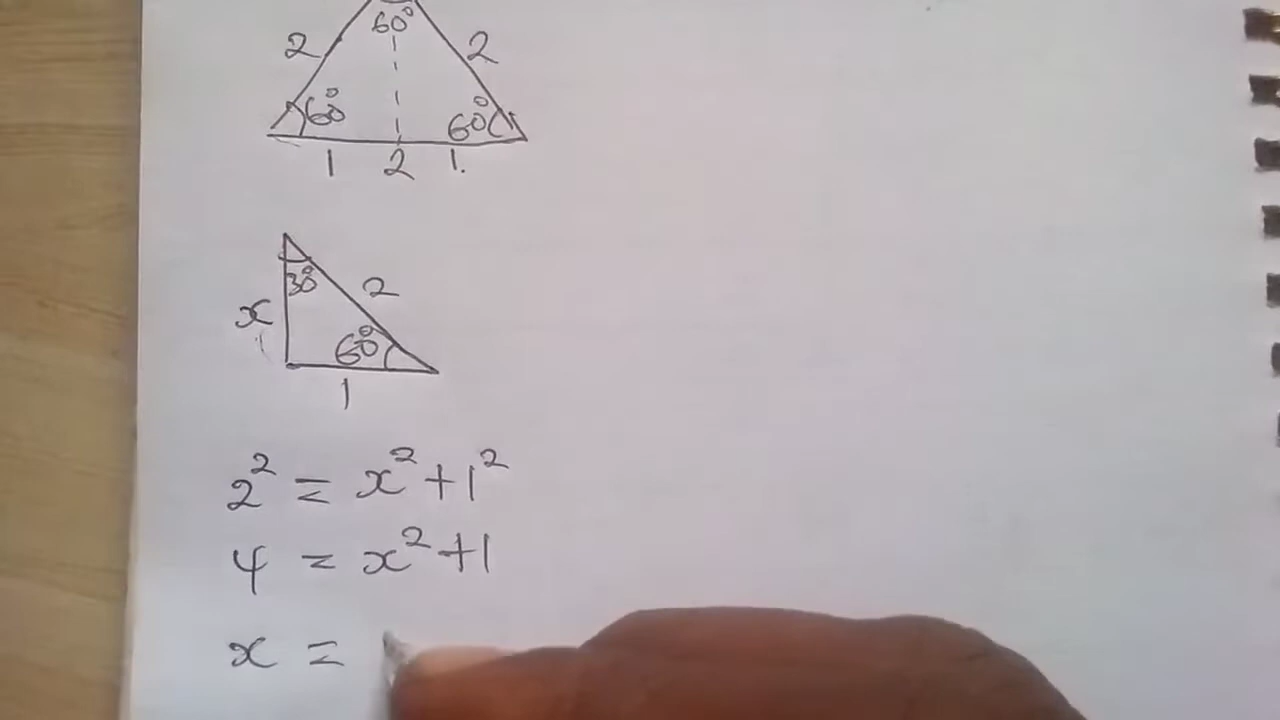 60°
2 2
60° 60°
1 2 1.
30° 2
x
60°
1
2² = x² + 1²
4 = x² + 1
x =